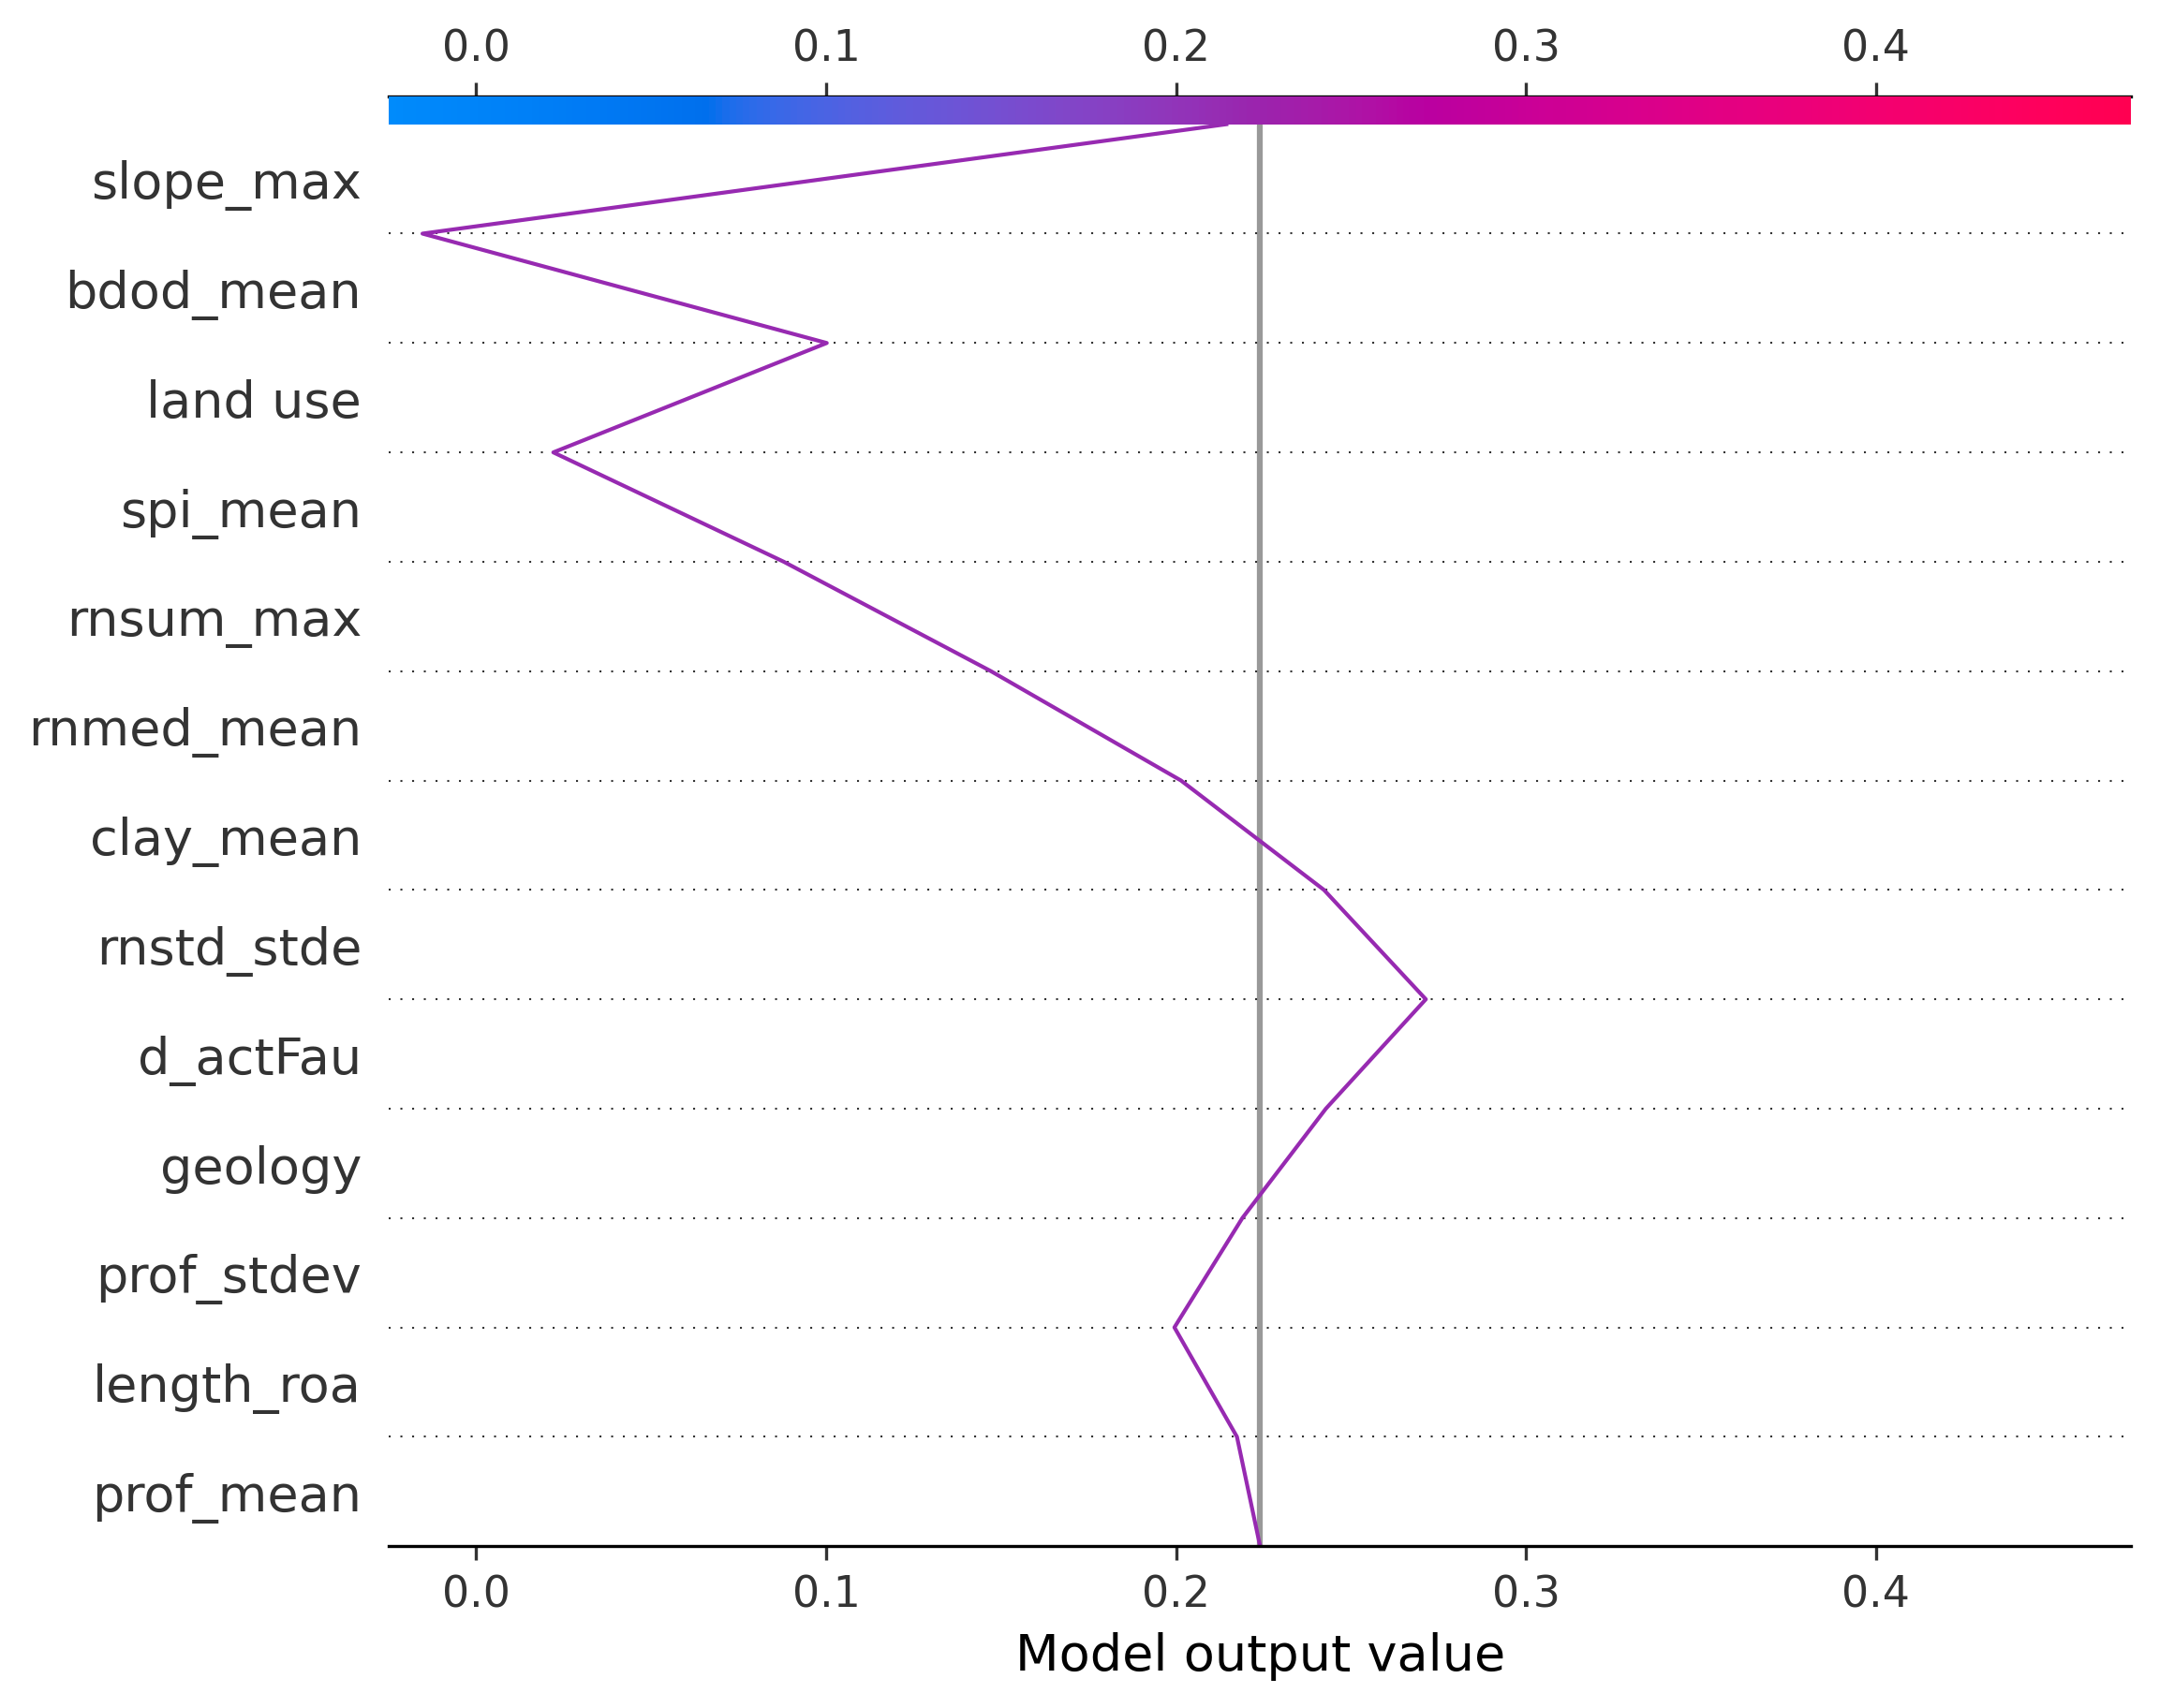 0.0 0.1 0.2 0.3 0.4
slope_max
bdod_mean
land use
spi_mean
rnsum_max
rnmed_mean
clay_mean
rnstd_stde
d_actFau
geology
prof_stdev
length_roa
prof_mean
0.0 0.1 0.2 0.3 0.4
Model output value